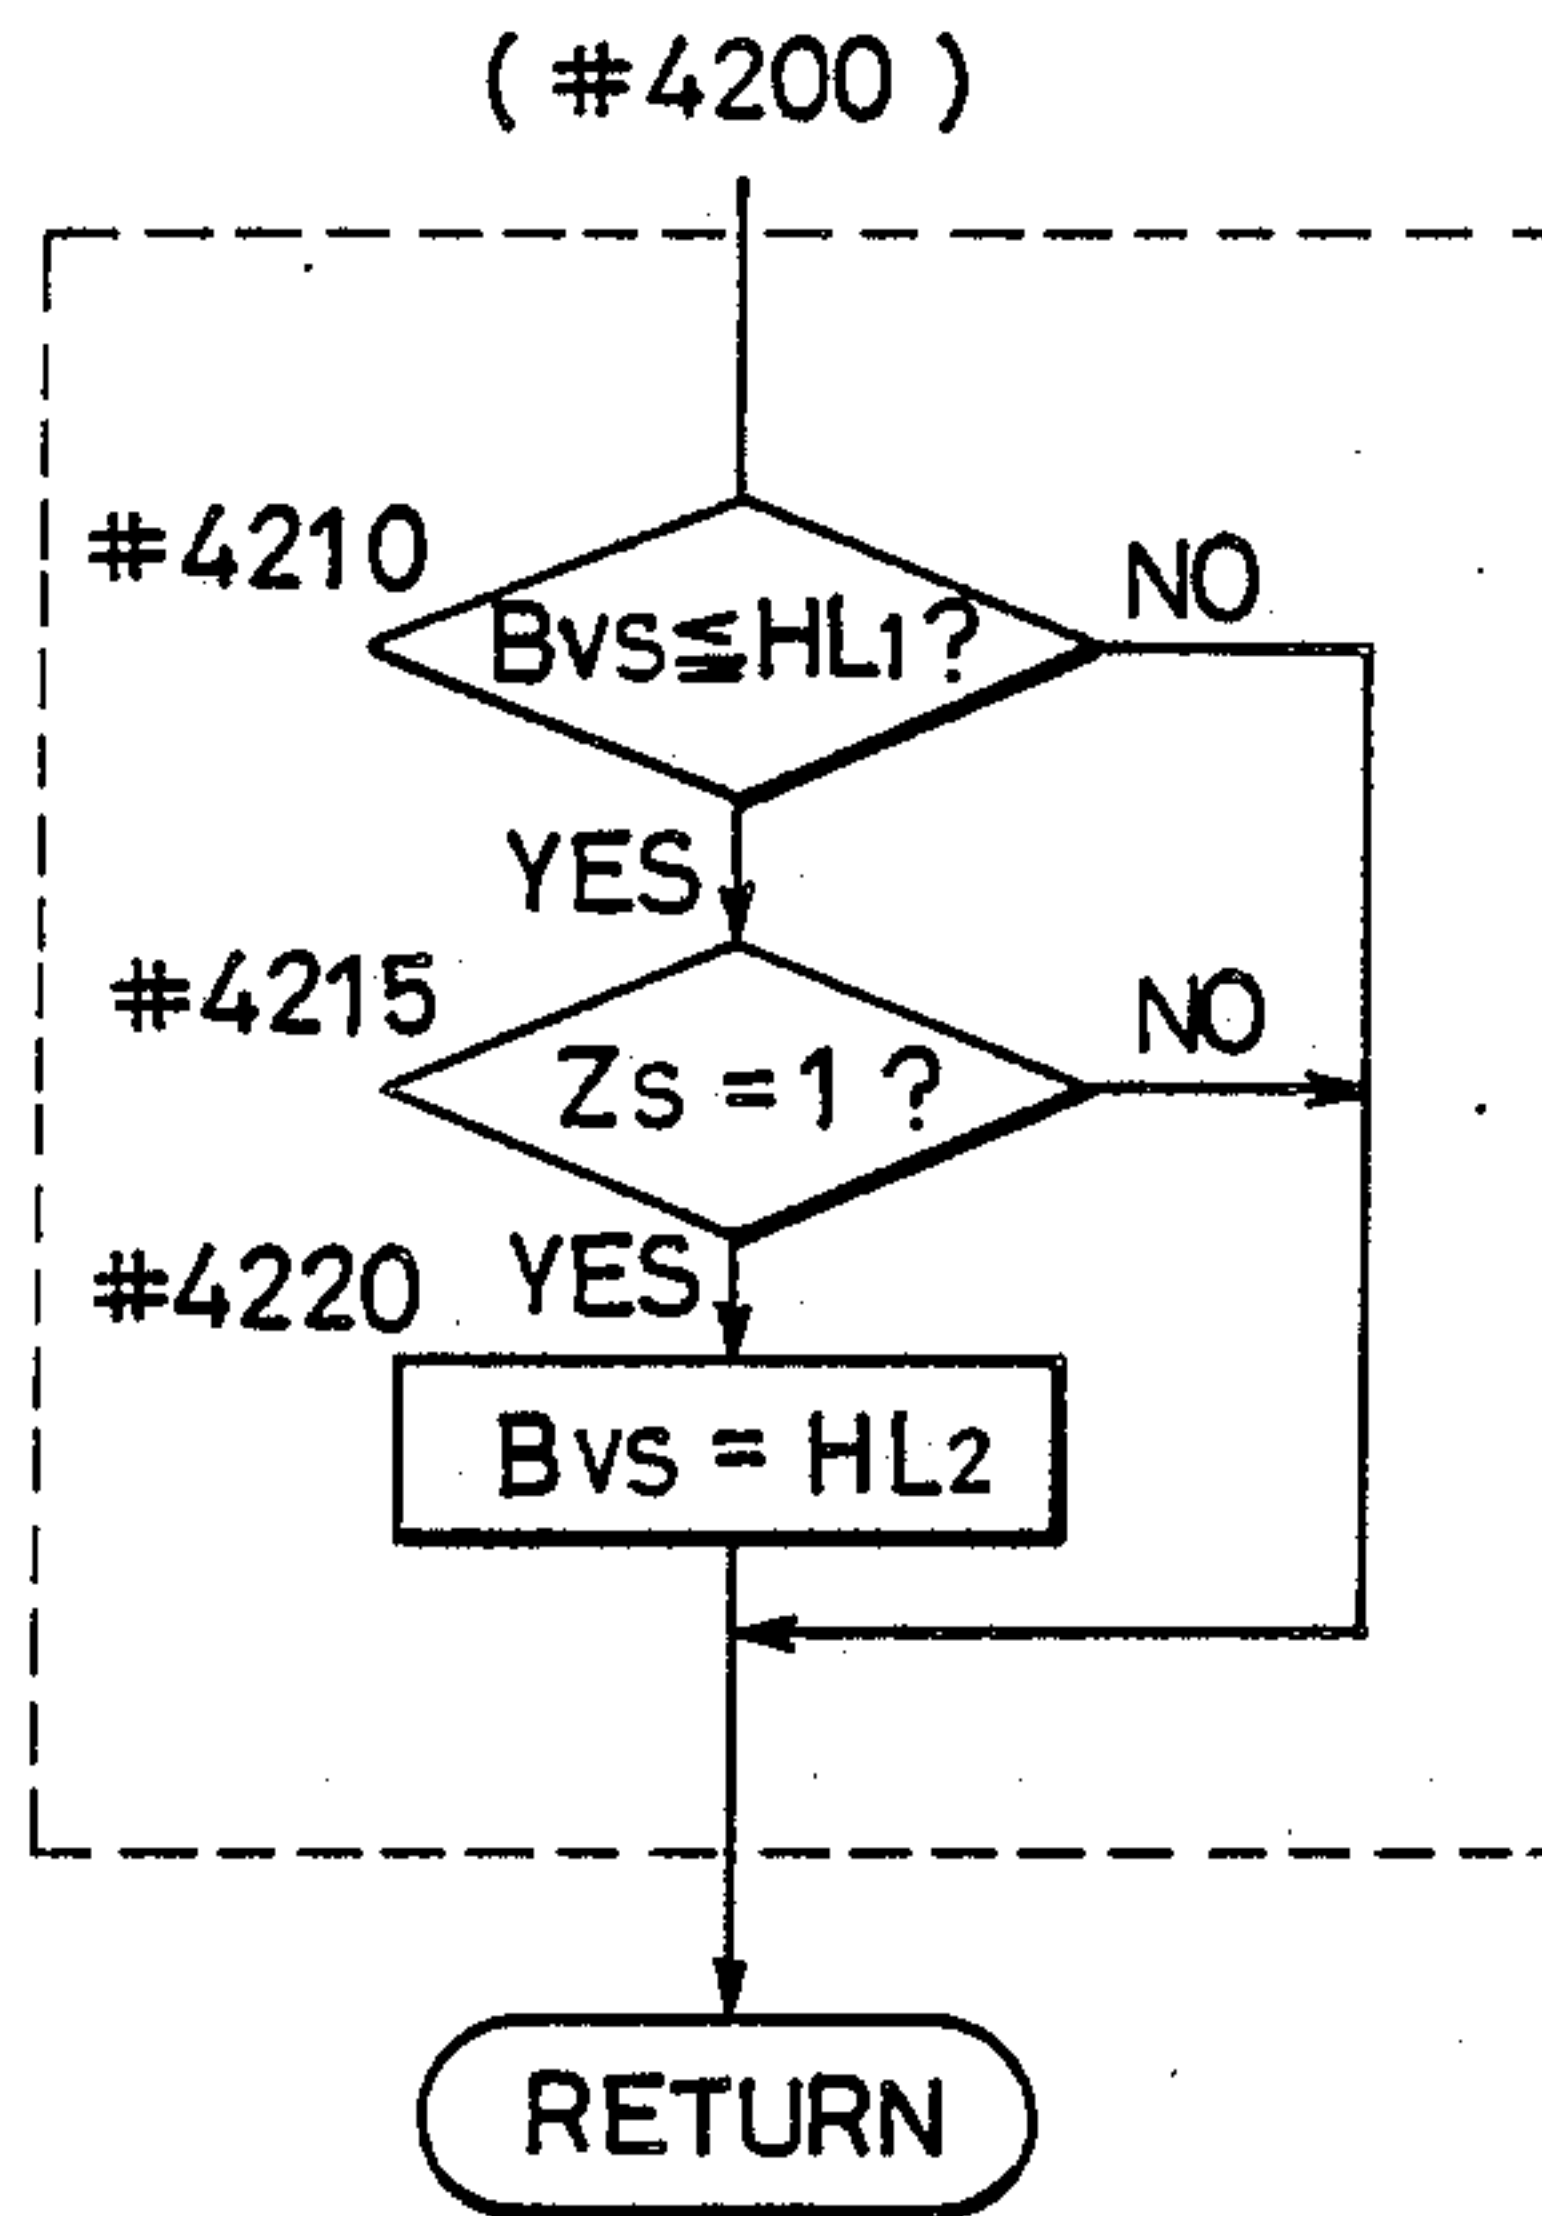 ( #4200 )
#4210
Bvs≦HL1?
NO
YES
#4215
Zs=1?
NO
#4220
YES
Bvs = HL2
RETURN